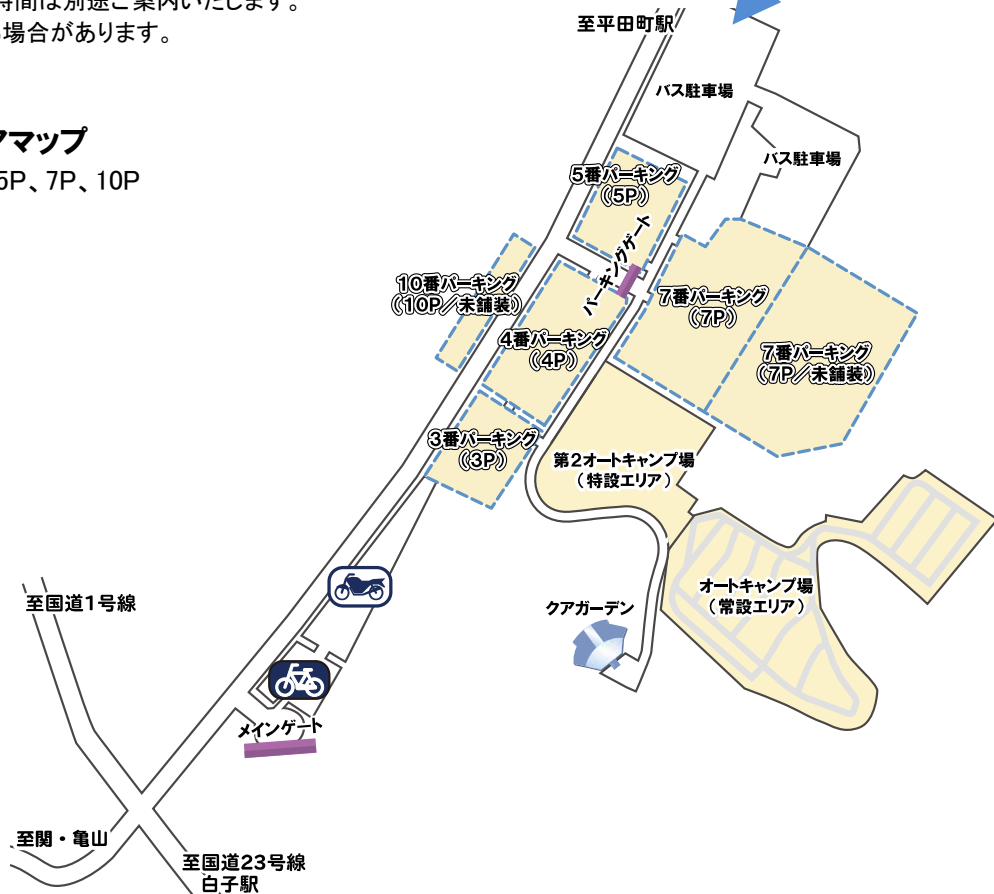 時間は別途ご案内いたします。
場合があります。
マップ
5P、7P、10P
至平田町駅
バス駐車場
バス駐車場
5番パーキング
（5P）
パーキングゲート
10番パーキング
（10P／未舗装）
7番パーキング
（7P）
4番パーキング
（4P）
7番パーキング
（7P／未舗装）
3番パーキング
（3P）
第2オートキャンプ場
（特設エリア）
オートキャンプ場
（常設エリア）
至国道1号線
クアガーデン
メインゲート
至関・亀山
至国道23号線
白子駅